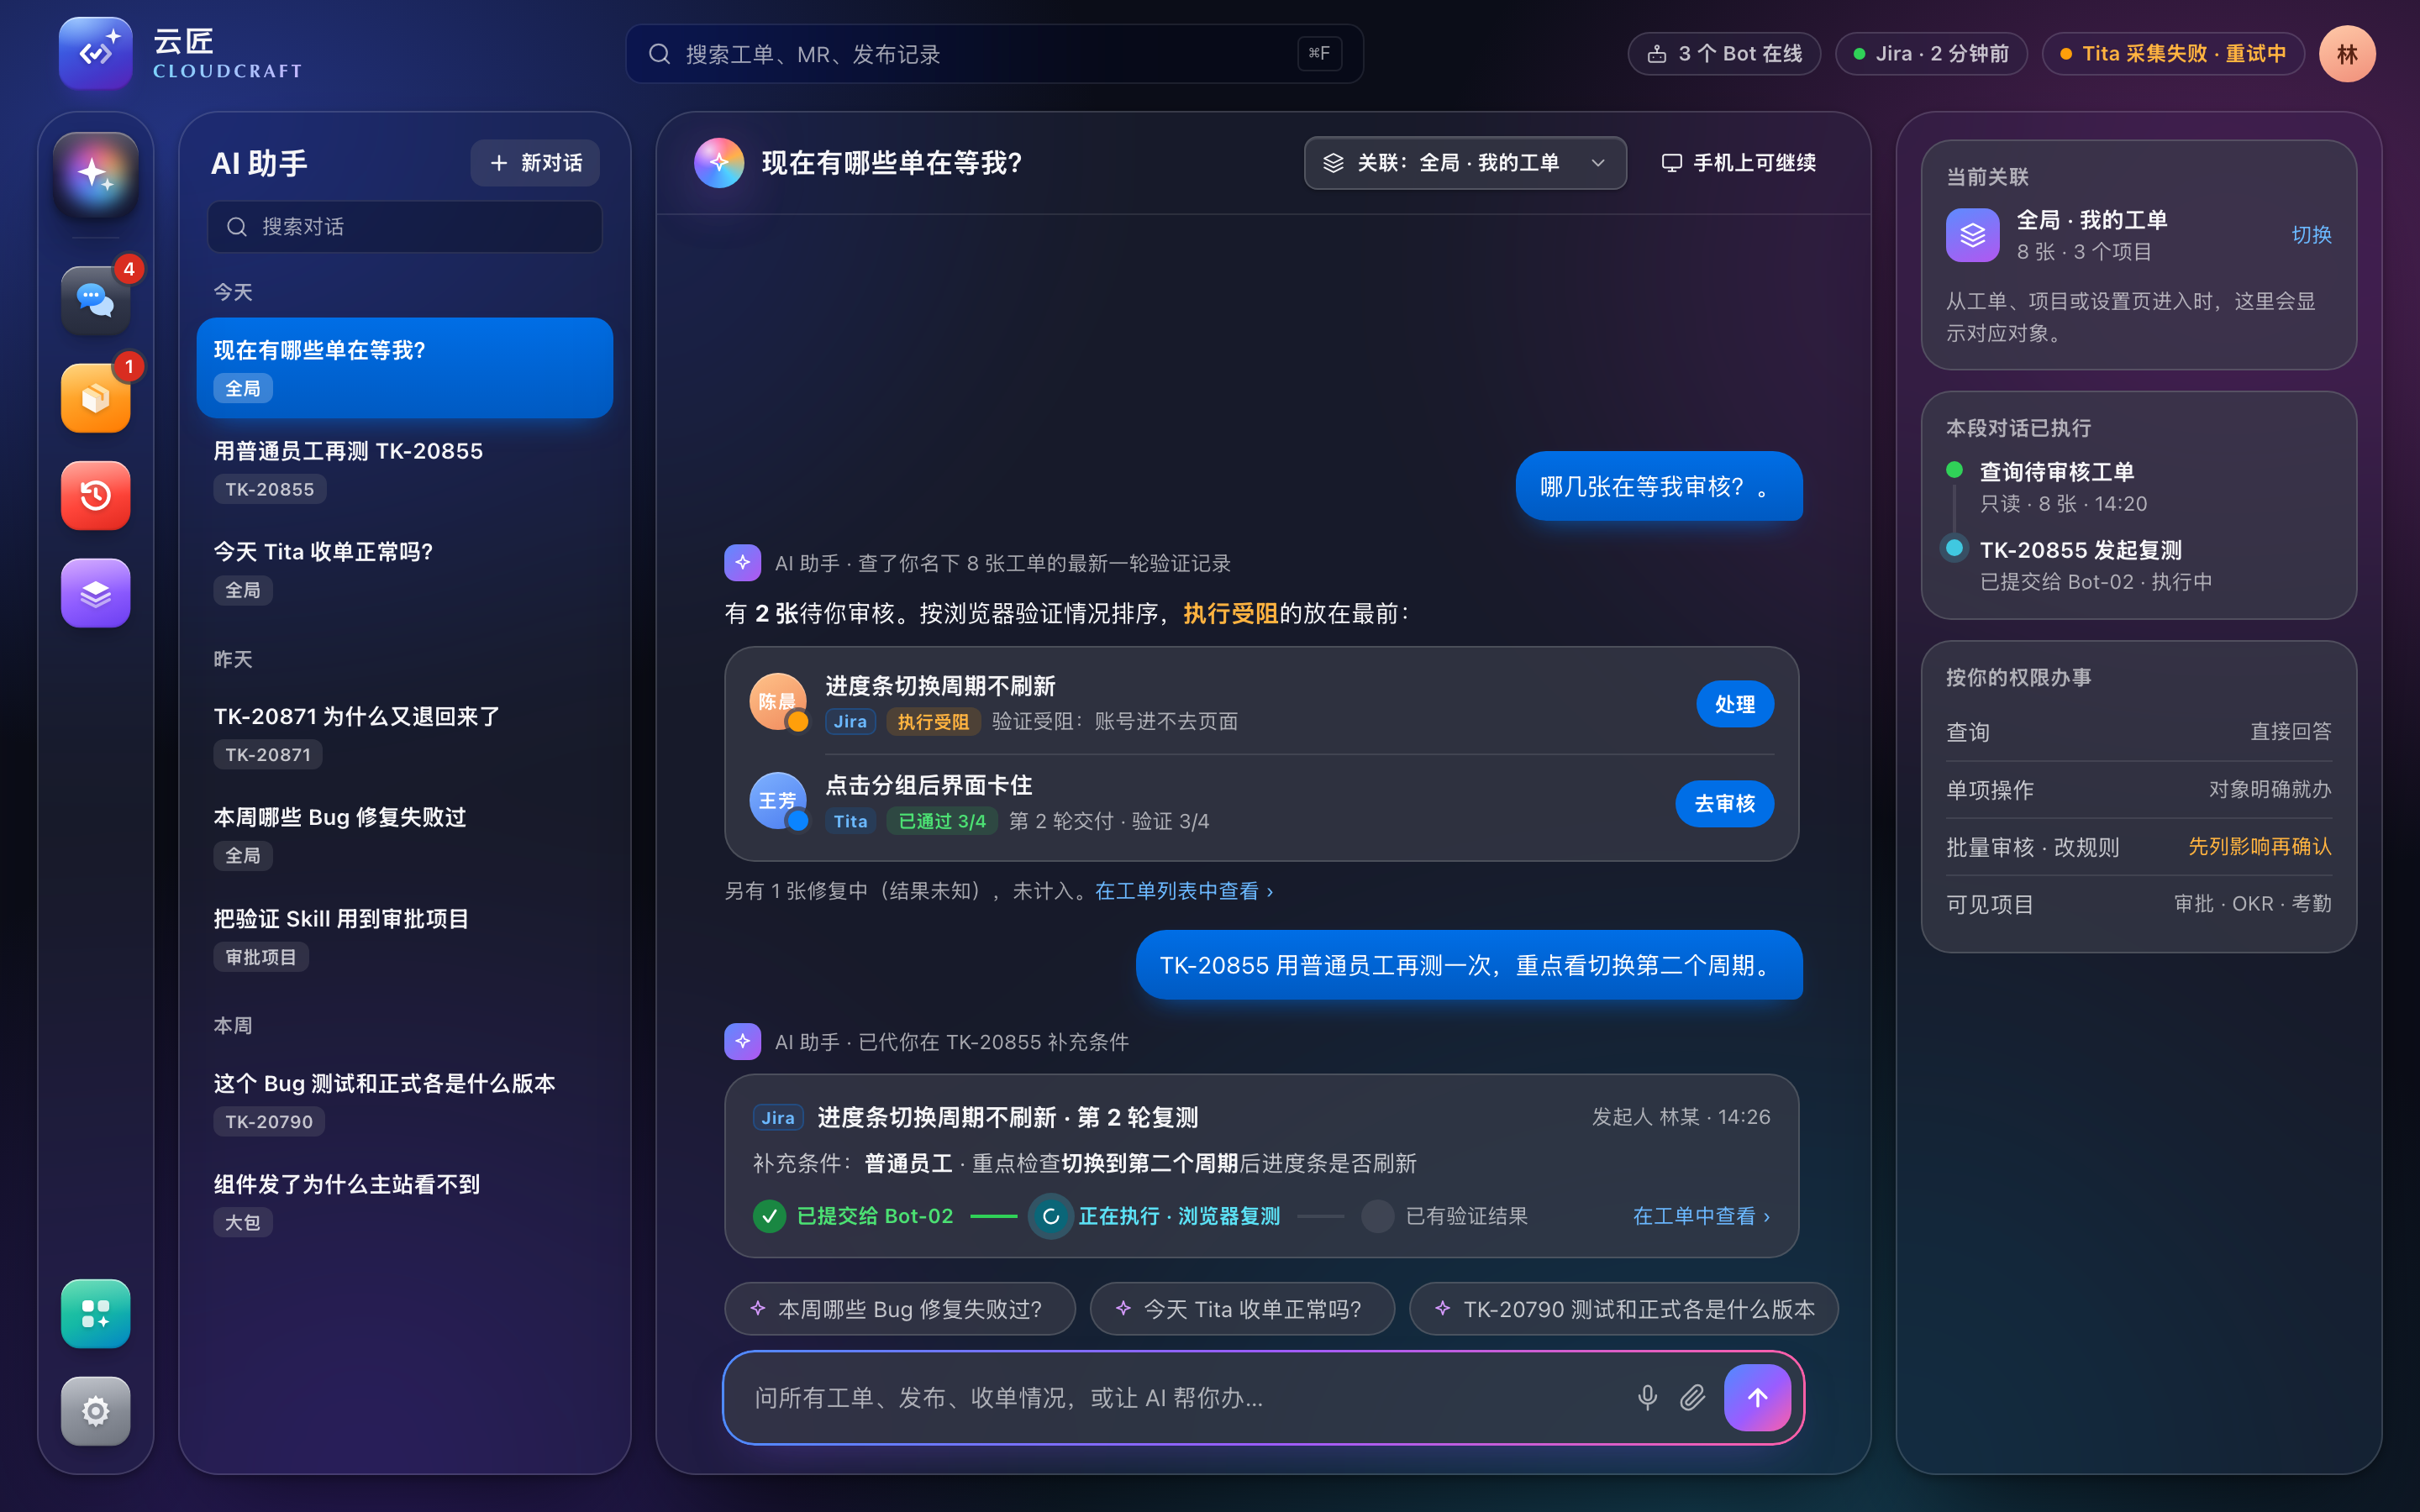 云匠
CLOUDCRAFT
搜索工单、MR、发布记录
⌘F
3 个 Bot 在线
Jira · 2 分钟前
Tita 采集失败 · 重试中
林
4
1
AI 助手
新对话
搜索对话
今天
现在有哪些单在等我？
全局
用普通员工再测 TK-20855
TK-20855
今天 Tita 收单正常吗？
全局
昨天
TK-20871 为什么又退回来了
TK-20871
本周哪些 Bug 修复失败过
全局
把验证 Skill 用到审批项目
审批项目
本周
这个 Bug 测试和正式各是什么版本
TK-20790
组件发了为什么主站看不到
大包
现在有哪些单在等我？
关联：全局 · 我的工单
手机上可继续
哪几张在等我审核？。
AI 助手 · 查了你名下 8 张工单的最新一轮验证记录
有 2 张待你审核。按浏览器验证情况排序，执行受阻的放在最前：
陈晨
进度条切换周期不刷新
Jira 执行受阻 验证受阻：账号进不去页面
处理
王芳
点击分组后界面卡住
Tita 已通过 3/4 第 2 轮交付 · 验证 3/4
去审核
另有 1 张修复中（结果未知），未计入。在工单列表中查看 ›
TK-20855 用普通员工再测一次，重点看切换第二个周期。
AI 助手 · 已代你在 TK-20855 补充条件
Jira 进度条切换周期不刷新 · 第 2 轮复测
发起人 林某 · 14:26
补充条件：普通员工 · 重点检查切换到第二个周期后进度条是否刷新
已提交给 Bot-02
正在执行 · 浏览器复测
已有验证结果
在工单中查看 ›
本周哪些 Bug 修复失败过？
今天 Tita 收单正常吗？
TK-20790 测试和正式各是什么版本
问所有工单、发布、收单情况，或让 AI 帮你办...
当前关联
全局 · 我的工单
8 张 · 3 个项目
切换
从工单、项目或设置页进入时，这里会显
示对应对象。
本段对话已执行
查询待审核工单
只读 · 8 张 · 14:20
TK-20855 发起复测
已提交给 Bot-02 · 执行中
按你的权限办事
查询 直接回答
单项操作 对象明确就办
批量审核 · 改规则 先列影响再确认
可见项目 审批 · OKR · 考勤